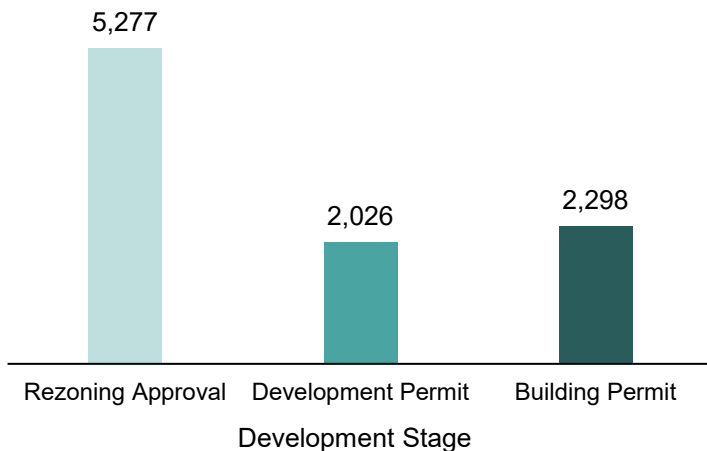 5,277
2,026
2,298
Rezoning Approval
Development Permit
Building Permit
Development Stage